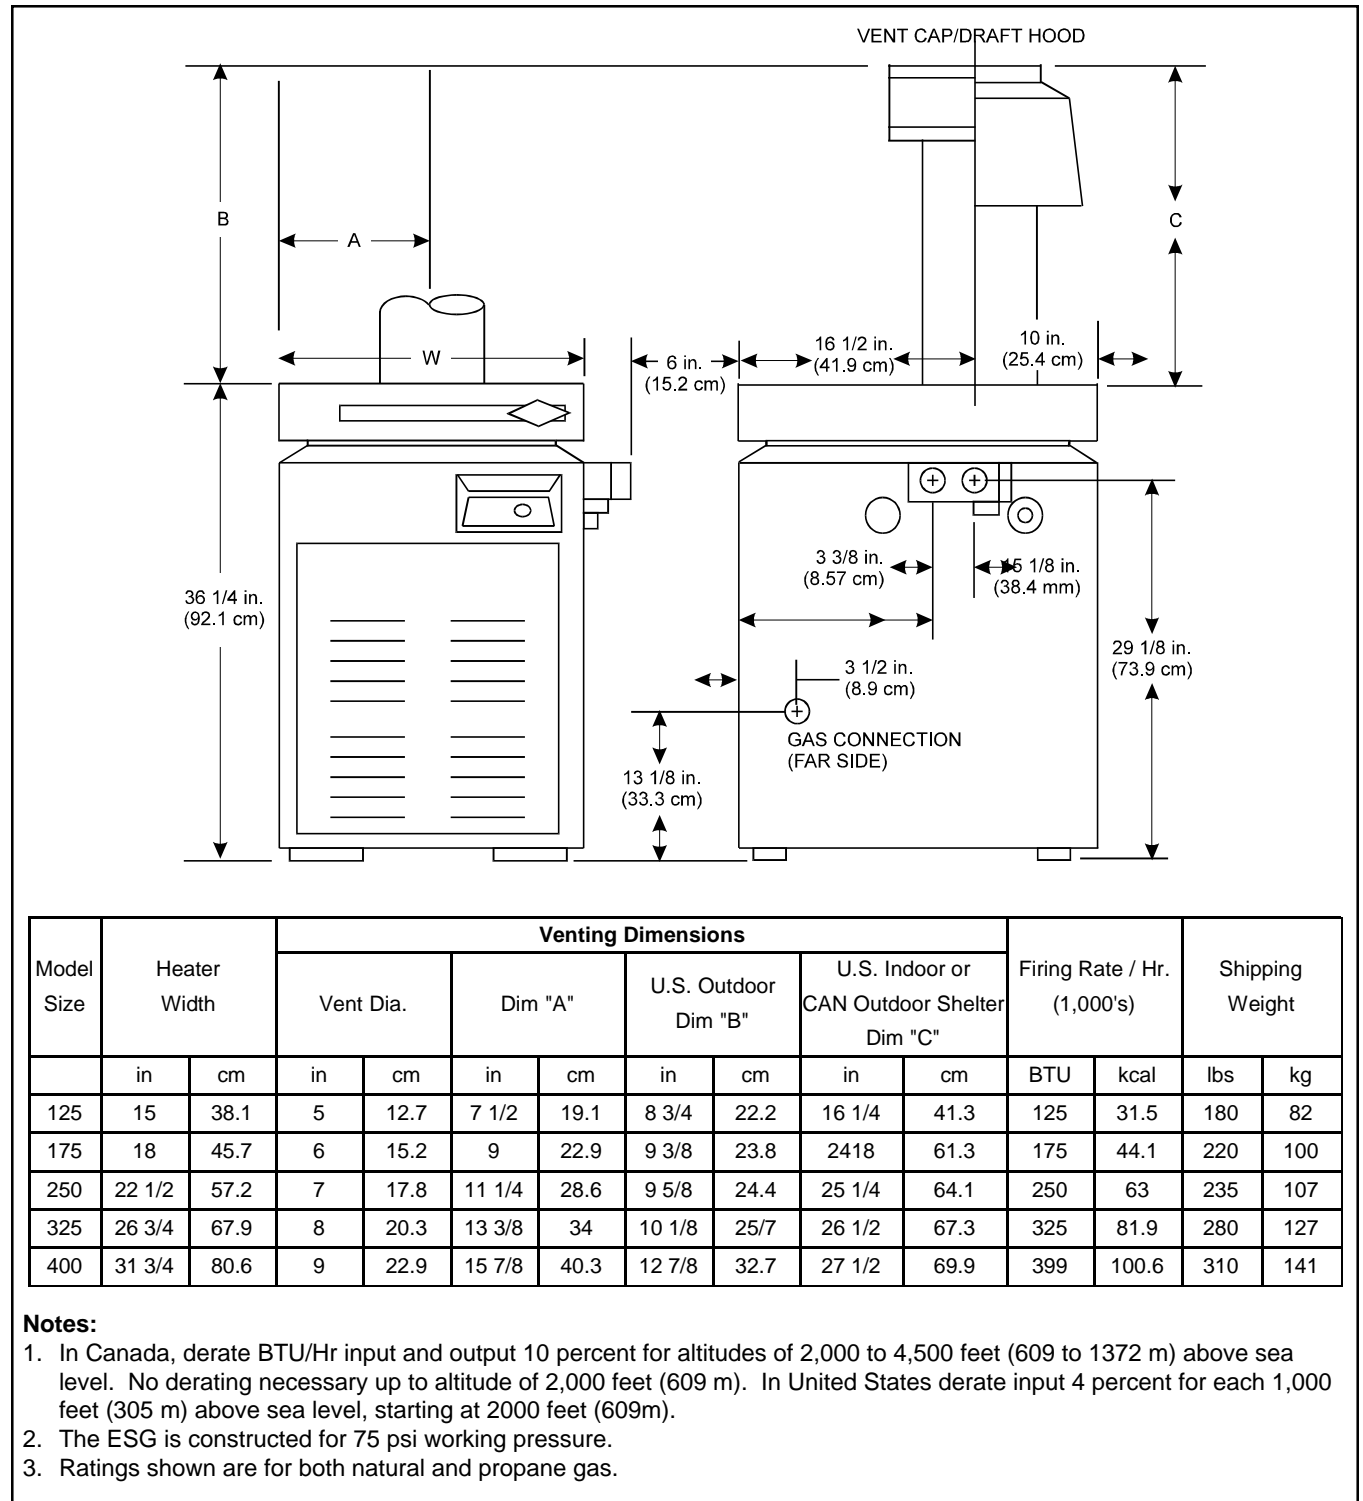 VENT CAP/DRAFT HOOD
B
A
C
W
6 in.
(15.2 cm)
16 1/2 in.
(41.9 cm)
10 in.
(25.4 cm)
3 3/8 in.
(8.57 cm)
15 1/8 in.
(38.4 mm)
36 1/4 in.
(92.1 cm)
29 1/8 in.
(73.9 cm)
3 1/2 in.
(8.9 cm)
GAS CONNECTION
(FAR SIDE)
13 1/8 in.
(33.3 cm)
Venting Dimensions
Model Size | Heater Width | Vent Dia. | Dim "A" | U.S. Outdoor Dim "B" | U.S. Indoor or CAN Outdoor Shelter Dim "C" | Firing Rate / Hr. (1,000's) | Shipping Weight
in cm in cm in cm in cm in cm BTU kcal lbs kg
125 15 38.1 5 12.7 7 1/2 19.1 8 3/4 22.2 16 1/4 41.3 125 31.5 180 82
175 18 45.7 6 15.2 9 22.9 9 3/8 23.8 2418 61.3 175 44.1 220 100
250 22 1/2 57.2 7 17.8 11 1/4 28.6 9 5/8 24.4 25 1/4 64.1 250 63 235 107
325 26 3/4 67.9 8 20.3 13 3/8 34 10 1/8 25/7 26 1/2 67.3 325 81.9 280 127
400 31 3/4 80.6 9 22.9 15 7/8 40.3 12 7/8 32.7 27 1/2 69.9 399 100.6 310 141
Notes:
1. In Canada, derate BTU/Hr input and output 10 percent for altitudes of 2,000 to 4,500 feet (609 to 1372 m) above sea
level. No derating necessary up to altitude of 2,000 feet (609 m). In United States derate input 4 percent for each 1,000
feet (305 m) above sea level, starting at 2000 feet (609m).
2. The ESG is constructed for 75 psi working pressure.
3. Ratings shown are for both natural and propane gas.